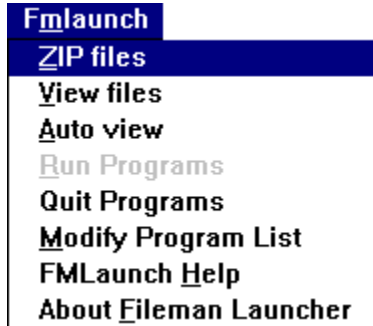 Fmlaunch
ZIP files
View files
Auto view
Run Programs
Quit Programs
Modify Program List
FMLaunch Help
About Fileman Launcher